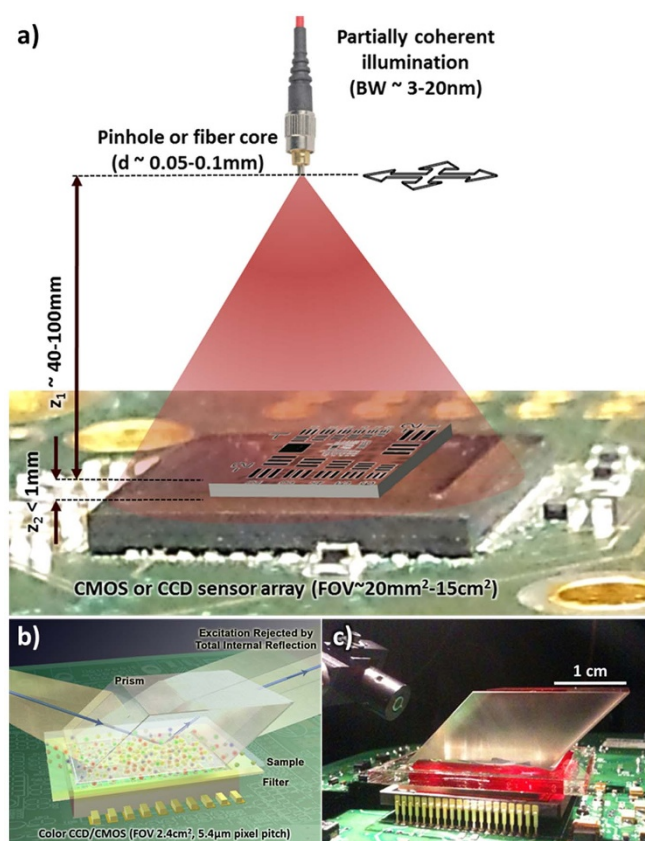 a)
Partially coherent
illumination
(BW ~ 3-20nm)
Pinhole or fiber core
(d ~ 0.05-0.1mm)
z₁ ~ 40-100mm
z₂ < 1mm
CMOS or CCD sensor array (FOV~20mm²-15cm²)
b)
Excitation Rejected by
Total Internal Reflection
Prism
Sample
Filter
Color CCD/CMOS (FOV 2.4cm², 5.4µm pixel pitch)
c)
1 cm